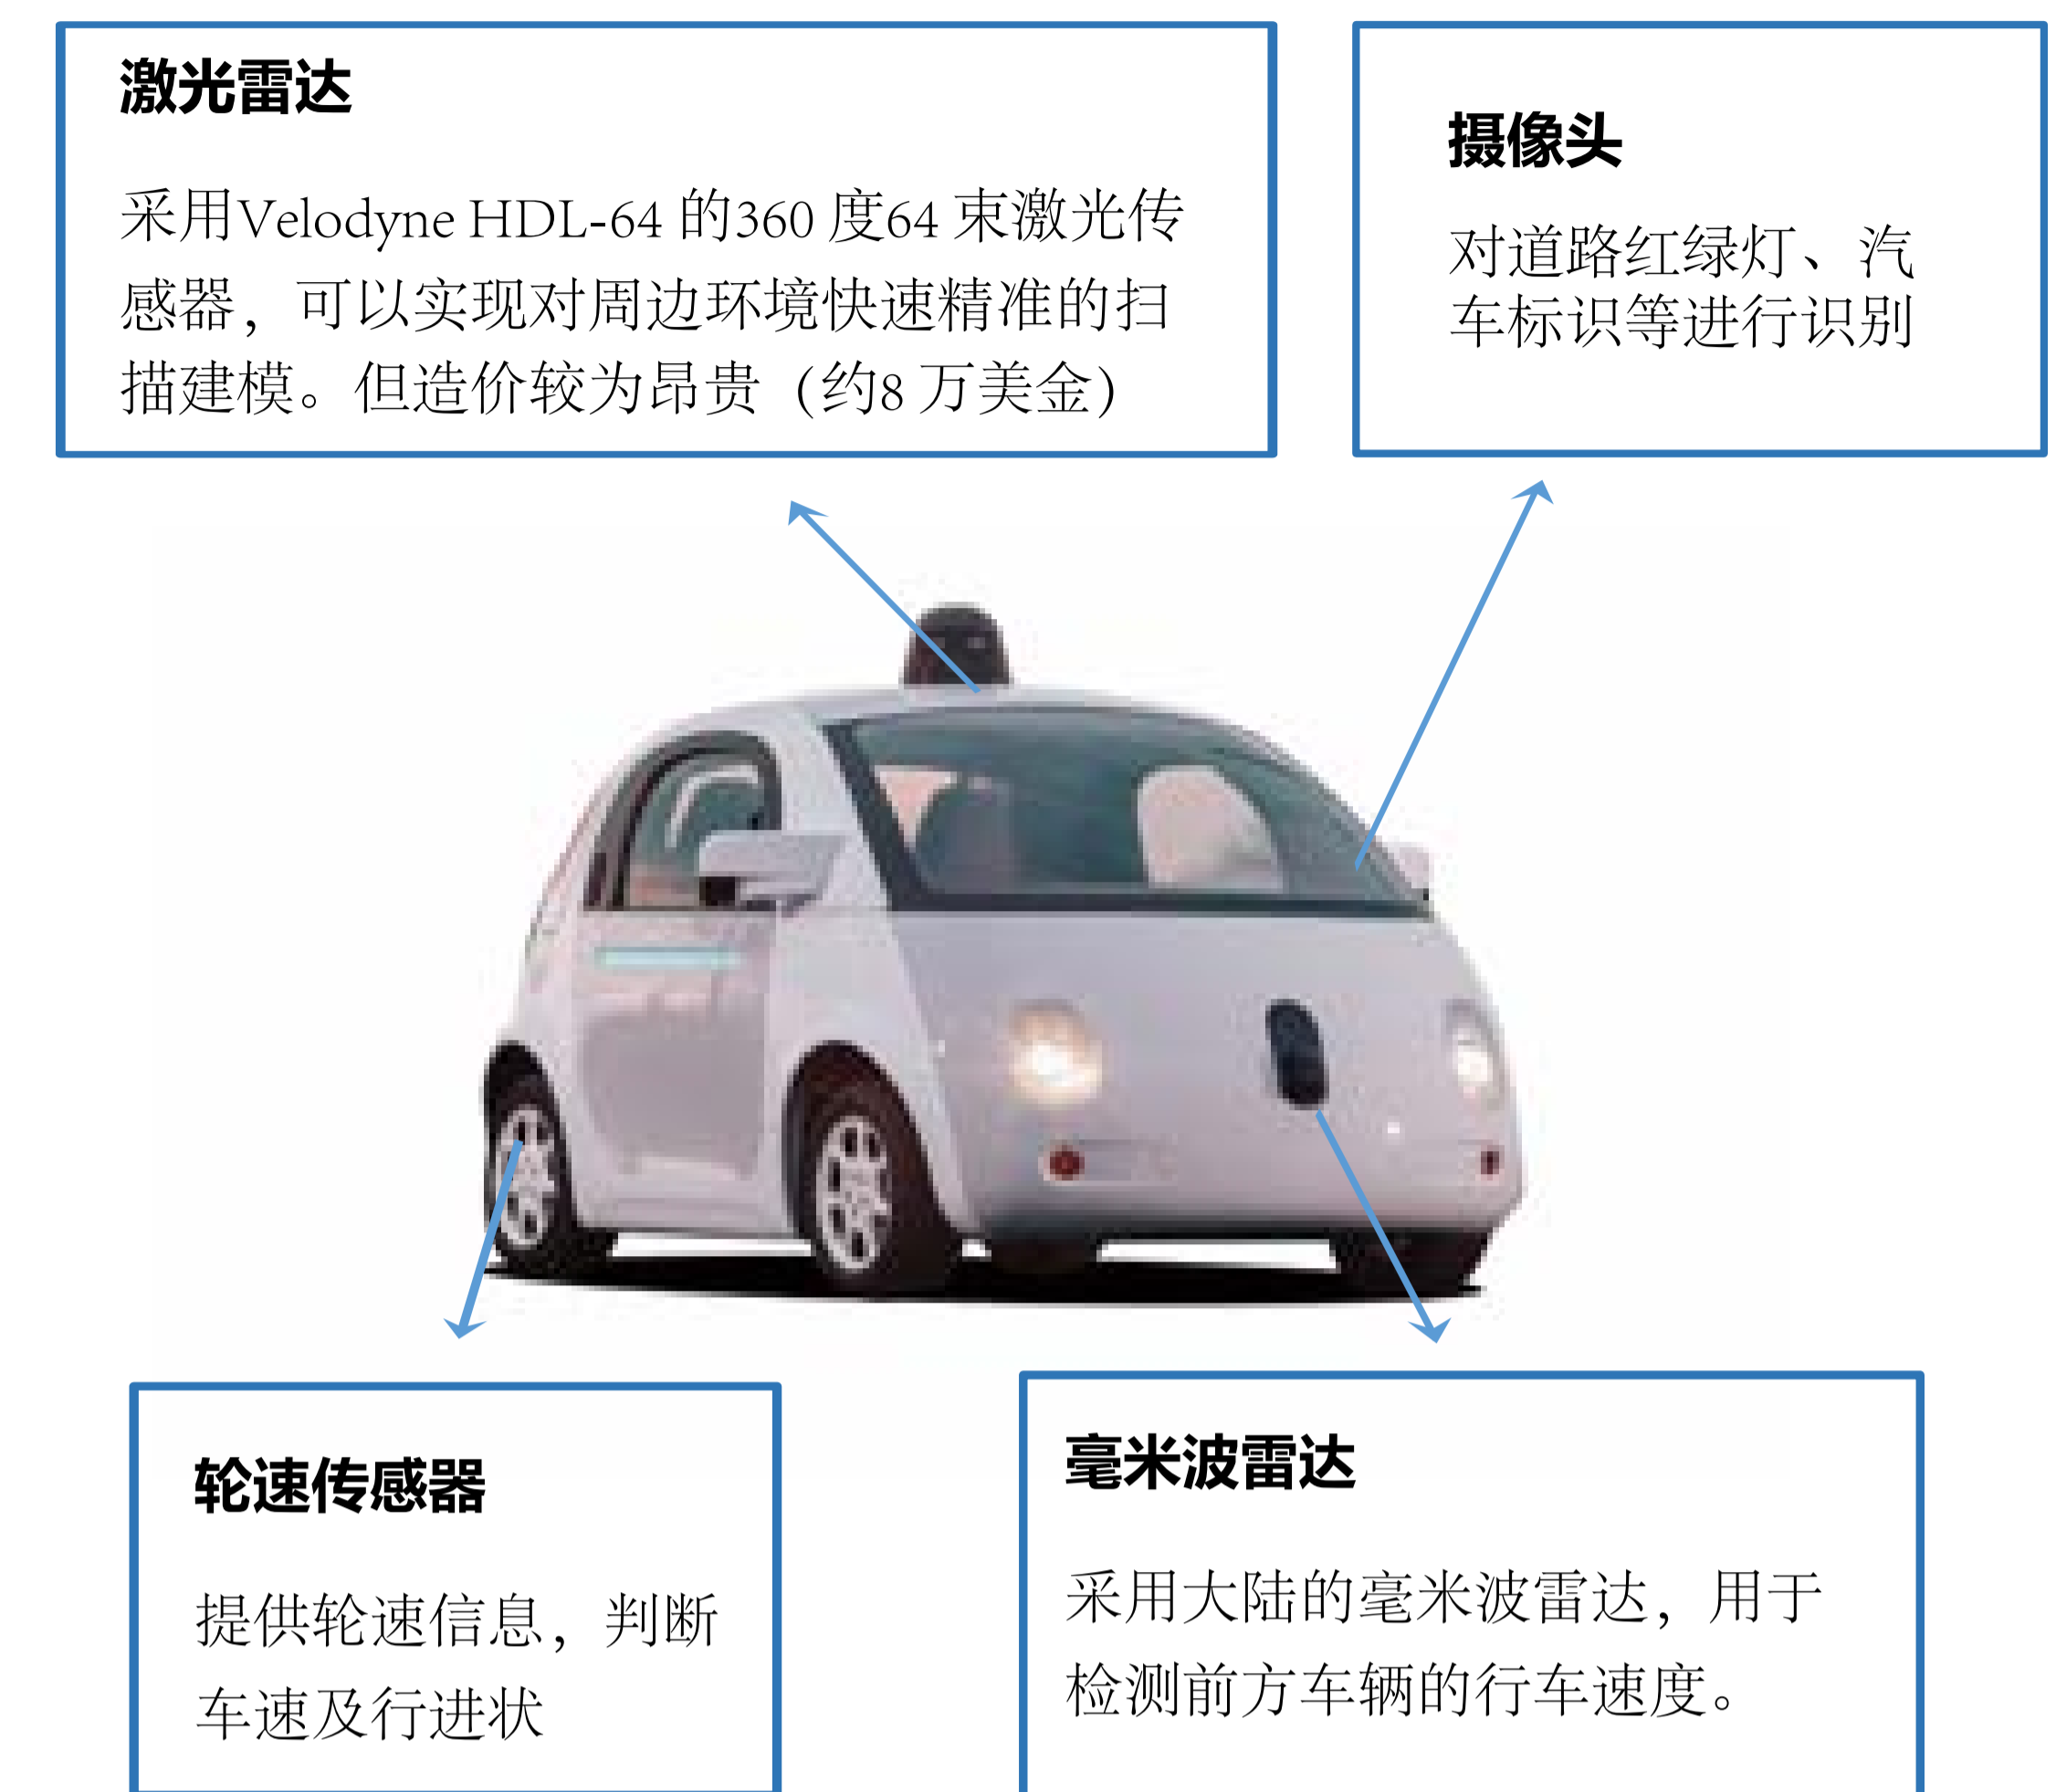 激光雷达
采用Velodyne HDL-64 的360 度64 束激光传
感器，可以实现对周边环境快速精准的扫
描建模。但造价较为昂贵（约8 万美金）
摄像头
对道路红绿灯、汽
车标识等进行识别
轮速传感器
提供轮速信息，判断
车速及行进状
毫米波雷达
采用大陆的毫米波雷达，用于
检测前方车辆的行车速度。